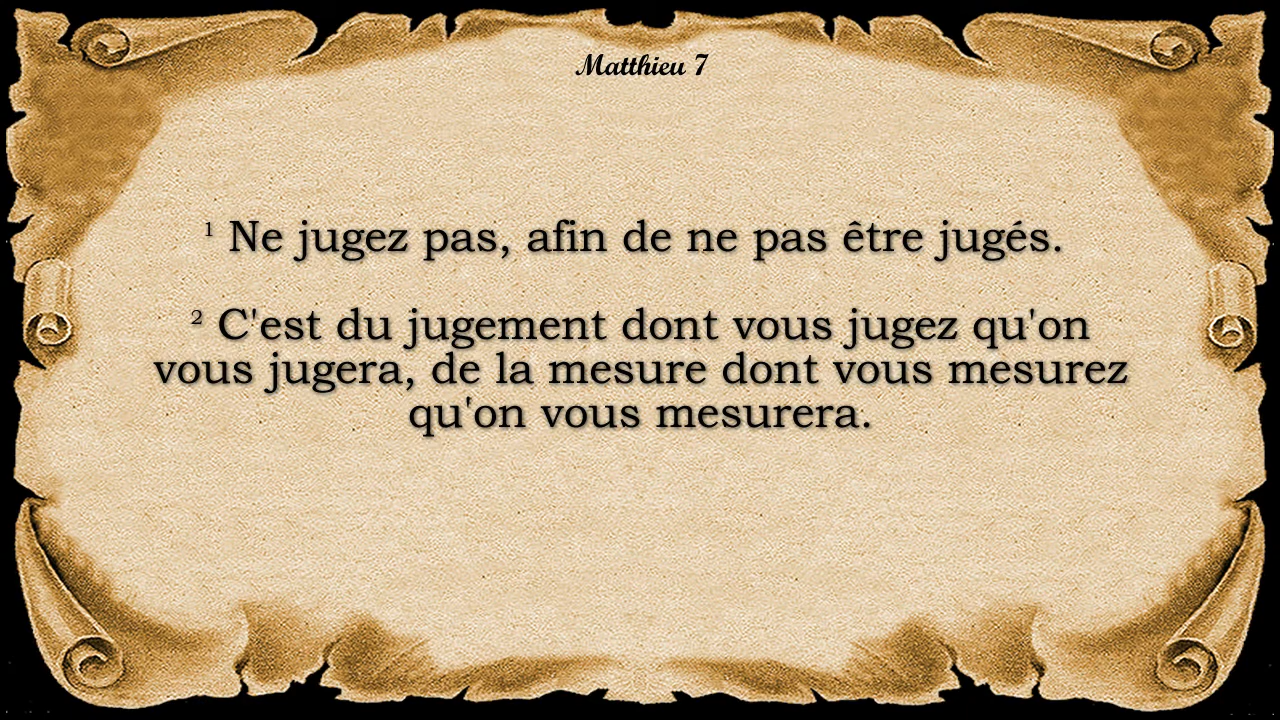 Matthieu 7
¹ Ne jugez pas, afin de ne pas être jugés.
² C'est du jugement dont vous jugez qu'on
vous jugera, de la mesure dont vous mesurez
qu'on vous mesurera.